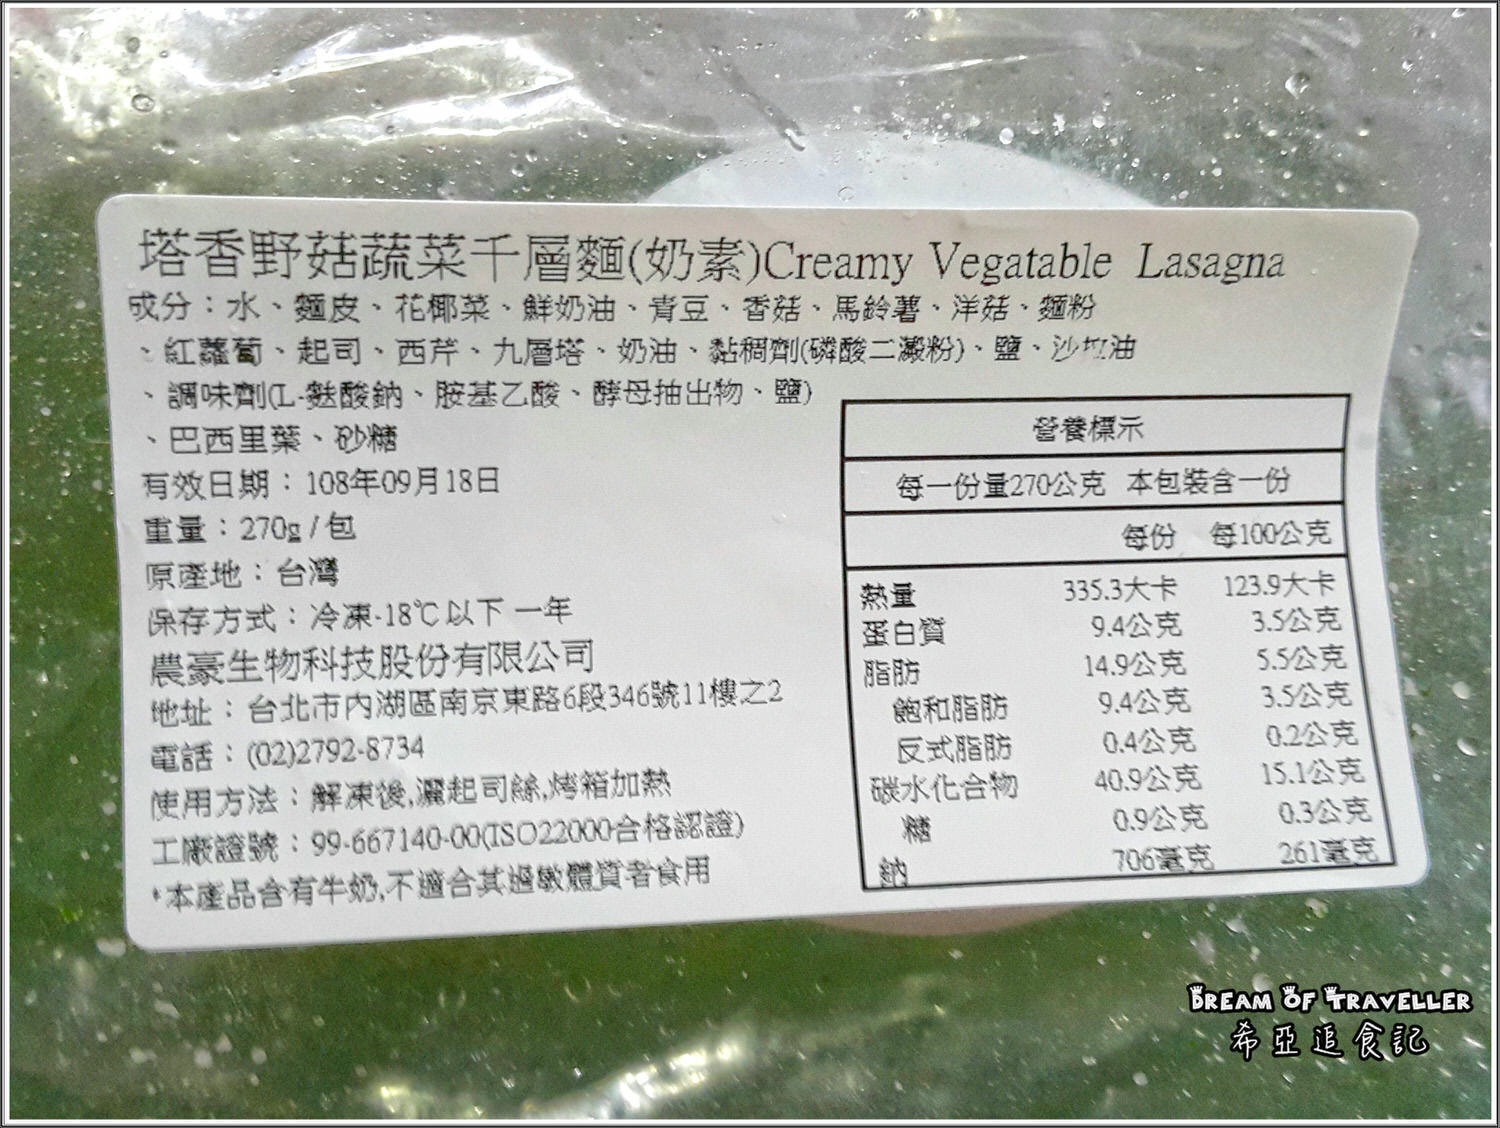 塔香野菇蔬菜千層麵(奶素)Creamy Vegatable Lasagna
成分：水、麵皮、花椰菜、鮮奶油、青豆、香菇、馬鈴薯、洋菇、麵粉
、紅蘿蔔、起司、西芹、九層塔、奶油、黏稠劑(磷酸二澱粉)、鹽、沙拉油
、調味劑(L-麩酸鈉、胺基乙酸、酵母抽出物、鹽)
、巴西里葉、砂糖
有效日期：108年09月18日
重量：270g/包
原產地：台灣
保存方式：冷凍-18℃以下 一年
農豪生物科技股份有限公司
地址：台北市內湖區南京東路6段346號11樓之2
電話：(02)2792-8734
使用方法：解凍後,灑起司絲,烤箱加熱
工廠證號：99-667140-00(ISO22000合格認證)
*本產品含有牛奶,不適合其過敏體質者食用
營養標示
每一份量270公克 本包裝含一份
每份 每100公克
熱量 335.3大卡 123.9大卡
蛋白質 9.4公克 3.5公克
脂肪 14.9公克 5.5公克
飽和脂肪 9.4公克 3.5公克
反式脂肪 0.4公克 0.2公克
碳水化合物 40.9公克 15.1公克
糖 0.9公克 0.3公克
鈉 706毫克 261毫克
DREAM OF TRAVELLER
希亞追食記